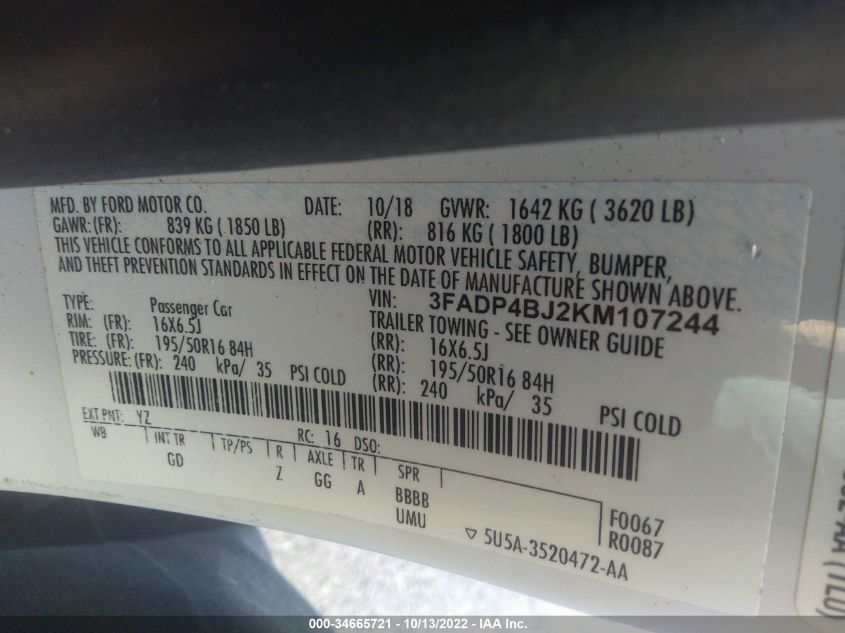 MFD. BY FORD MOTOR CO. DATE: 10/18 GVWR: 1642 KG ( 3620 LB)
GAWR: (FR): 839 KG ( 1850 LB) (RR): 816 KG ( 1800 LB)
THIS VEHICLE CONFORMS TO ALL APPLICABLE FEDERAL MOTOR VEHICLE SAFETY, BUMPER,
AND THEFT PREVENTION STANDARDS IN EFFECT ON THE DATE OF MANUFACTURE SHOWN ABOVE.
VIN: 3FADP4BJ2KM107244
TYPE: Passenger Car TRAILER TOWING - SEE OWNER GUIDE
RIM: (FR): 16X6.5J (RR): 16X6.5J
TIRE: (FR): 195/50R16 84H (RR): 195/50R16 84H
PRESSURE: (FR): 240 kPa/ 35 PSI COLD (RR): 240 kPa/ 35 PSI COLD
EXT PNT: YZ RC: 16 DSO:
WB INT TR TP/PS R AXLE TR SPR
GD Z GG A BBBB
UMU
F0067
R0087
▽ 5U5A-3520472-AA
AA (TLO)
000-34665721 - 10/13/2022 - IAA Inc.